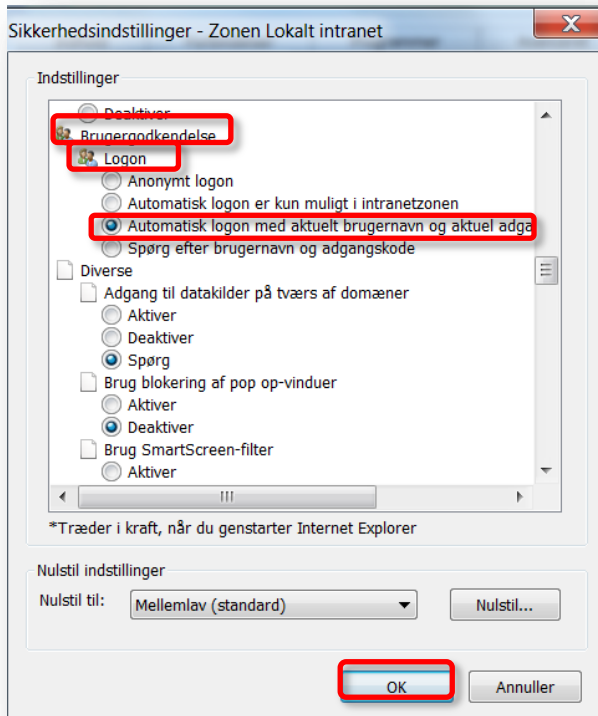 Sikkerhedsindstillinger - Zonen Lokalt intranet
Indstillinger
Deaktiver
Brugergodkendelse
Logon
Anonymt logon
Automatisk logon er kun muligt i intranetzonen
Automatisk logon med aktuelt brugernavn og aktuel adga
Spørg efter brugernavn og adgangskode
Diverse
Adgang til datakilder på tværs af domæner
Aktiver
Deaktiver
Spørg
Brug blokering af pop op-vinduer
Aktiver
Deaktiver
Brug SmartScreen-filter
Aktiver
*Træder i kraft, når du genstarter Internet Explorer
Nulstil indstillinger
Nulstil til: Mellemlav (standard) Nulstil...
OK Annuller